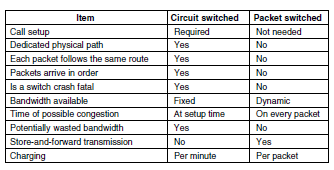 Item Circuit switched Packet switched
Call setup Required Not needed
Dedicated physical path Yes No
Each packet follows the same route Yes No
Packets arrive in order Yes No
Is a switch crash fatal Yes No
Bandwidth available Fixed Dynamic
Time of possible congestion At setup time On every packet
Potentially wasted bandwidth Yes No
Store-and-forward transmission No Yes
Charging Per minute Per packet